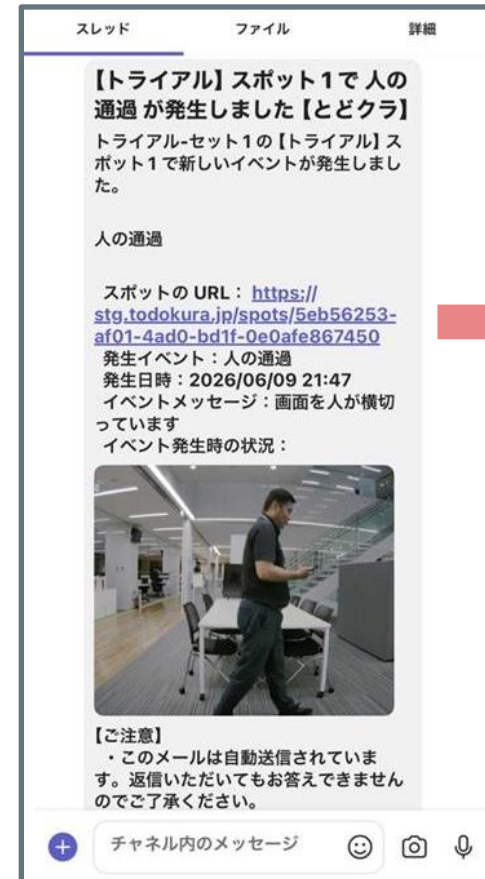 スレッド ファイル 詳細
【トライアル】スポット1で 人の
通過 が発生しました【とどクラ】
トライアル-セット1の【トライアル】ス
ポット1で新しいイベントが発生しまし
た。
人の通過
スポットの URL： https://
stg.todokura.jp/spots/5eb56253-
af01-4ad0-bd1f-0e0afe867450
発生イベント：人の通過
発生日時：2026/06/09 21:47
イベントメッセージ：画面を人が横切
っています
イベント発生時の状況：
【ご注意】
・このメールは自動送信されていま
す。返信いただいてもお答えできません
のでご了承ください。
チャネル内のメッセージ